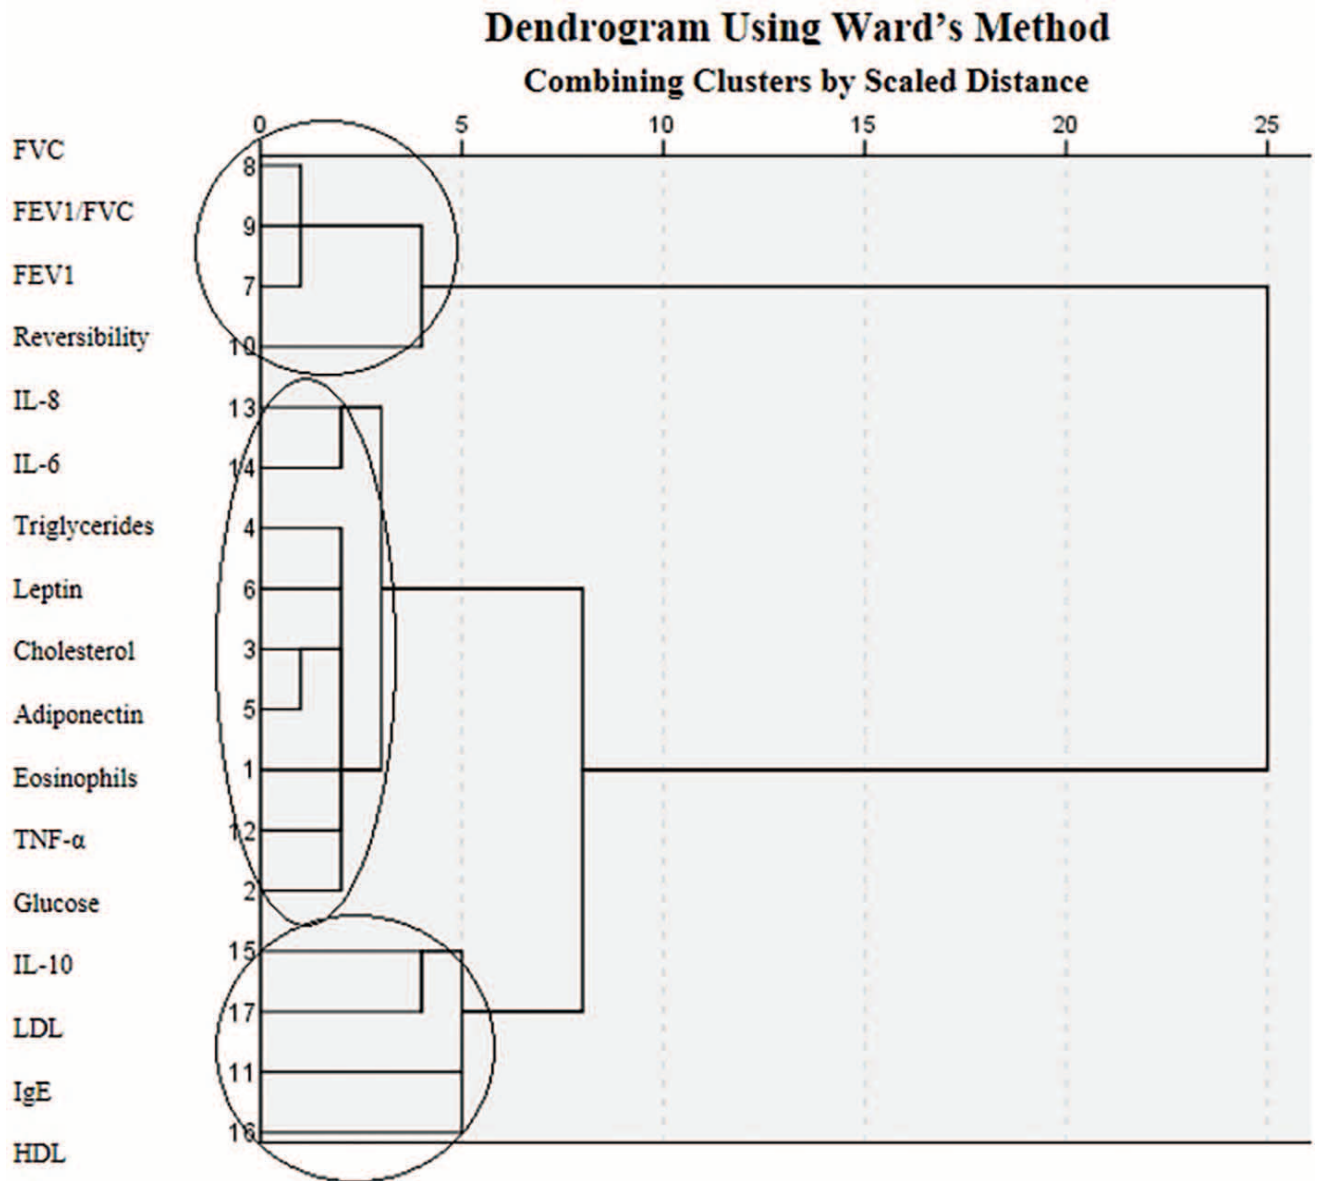 Dendrogram Using Ward's Method
Combining Clusters by Scaled Distance
0 5 10 15 20 25
FVC 8
FEV1/FVC 9
FEV1 7
Reversibility 10
IL-8 13
IL-6 14
Triglycerides 4
Leptin 6
Cholesterol 3
Adiponectin 5
Eosinophils 1
TNF-α 12
Glucose 2
IL-10 15
LDL 17
IgE 11
HDL 16